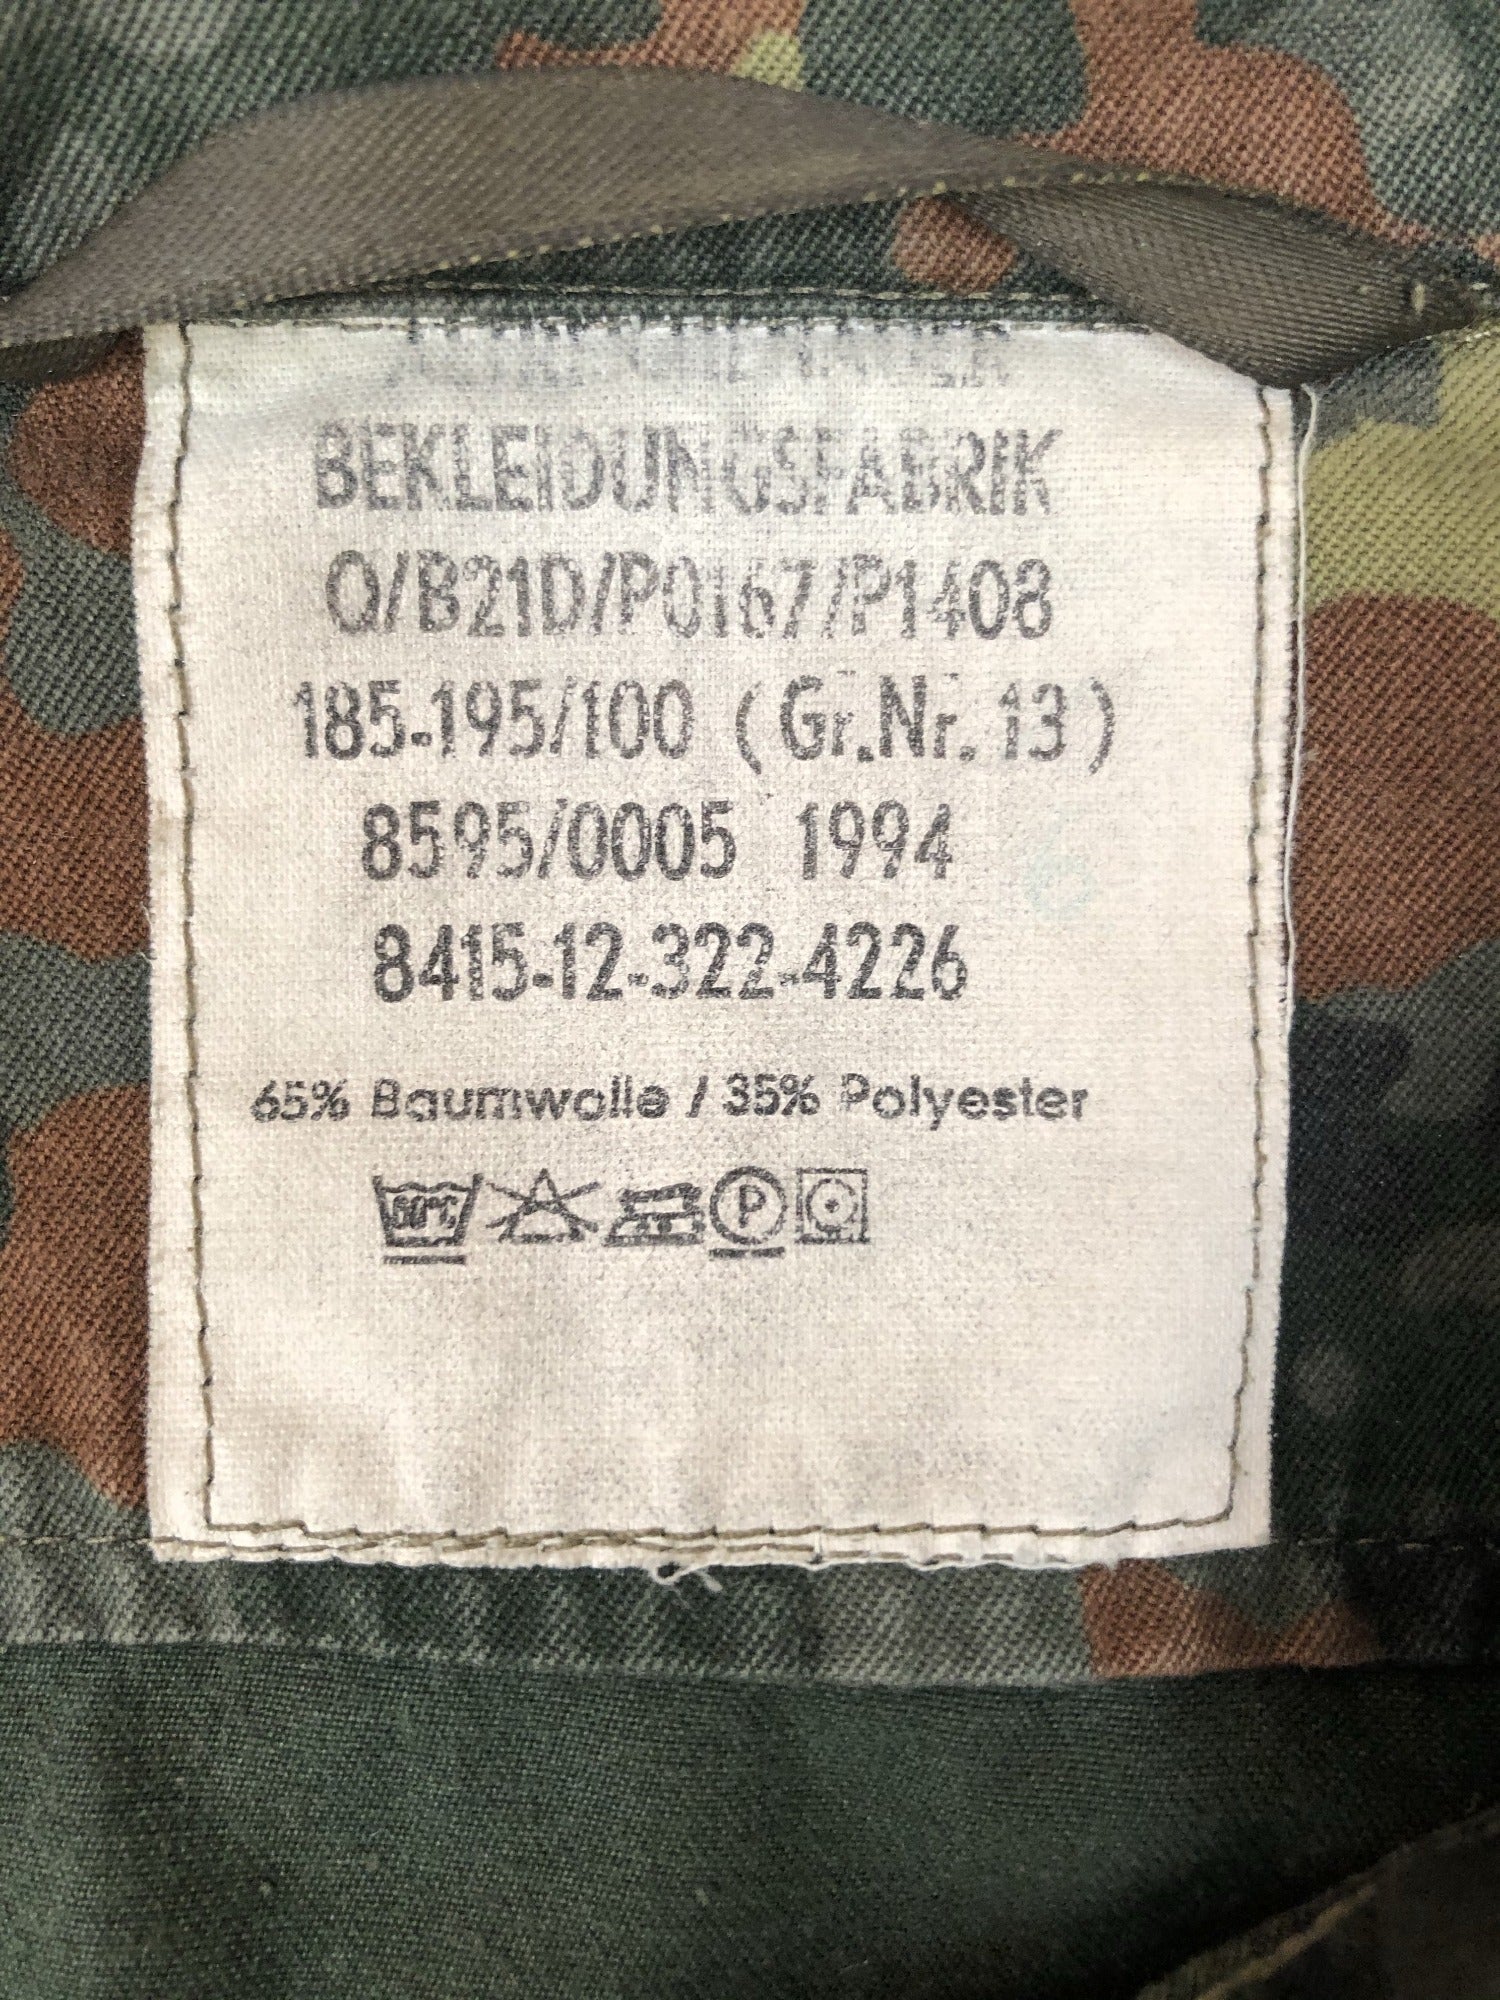 BEKLEIDUNGSFABRIK
Q/B21D/P0167/P1408
185-195/100 (Gr.Nr. 13)
8595/0005 1994
8415-12-322-4226
65% Baumwolle / 35% Polyester
60°C P